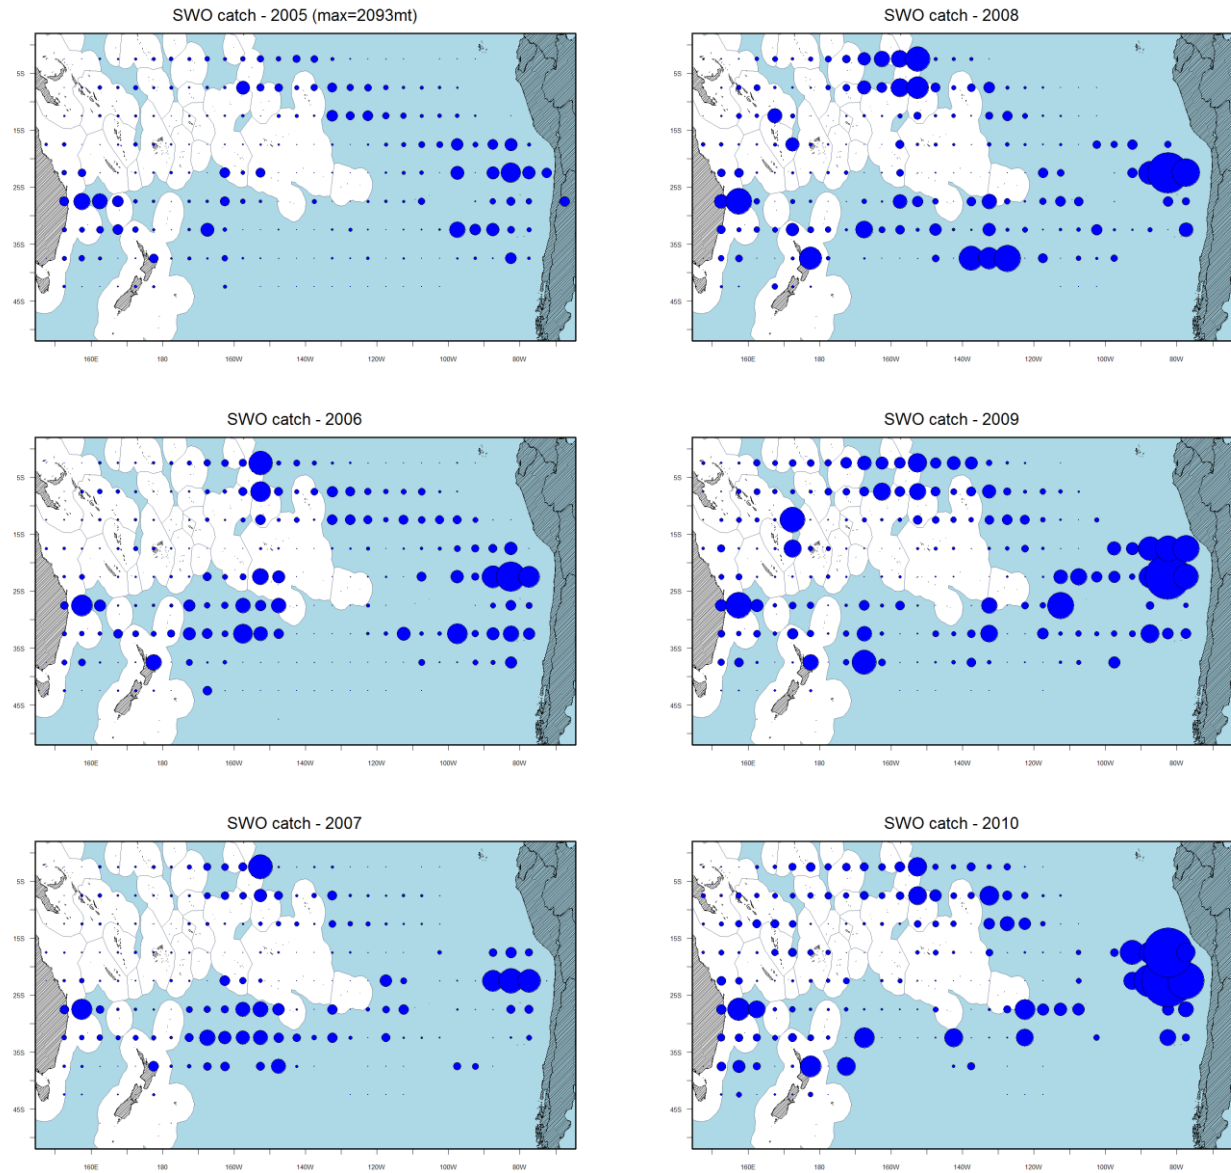 SWO catch - 2005 (max=2093mt)
5S
15S
25S
35S
45S
160E 180 160W 140W 120W 100W 80W
SWO catch - 2008
5S
15S
25S
35S
45S
160E 180 160W 140W 120W 100W 80W
SWO catch - 2006
5S
15S
25S
35S
45S
160E 180 160W 140W 120W 100W 80W
SWO catch - 2009
5S
15S
25S
35S
45S
160E 180 160W 140W 120W 100W 80W
SWO catch - 2007
5S
15S
25S
35S
45S
160E 180 160W 140W 120W 100W 80W
SWO catch - 2010
5S
15S
25S
35S
45S
160E 180 160W 140W 120W 100W 80W